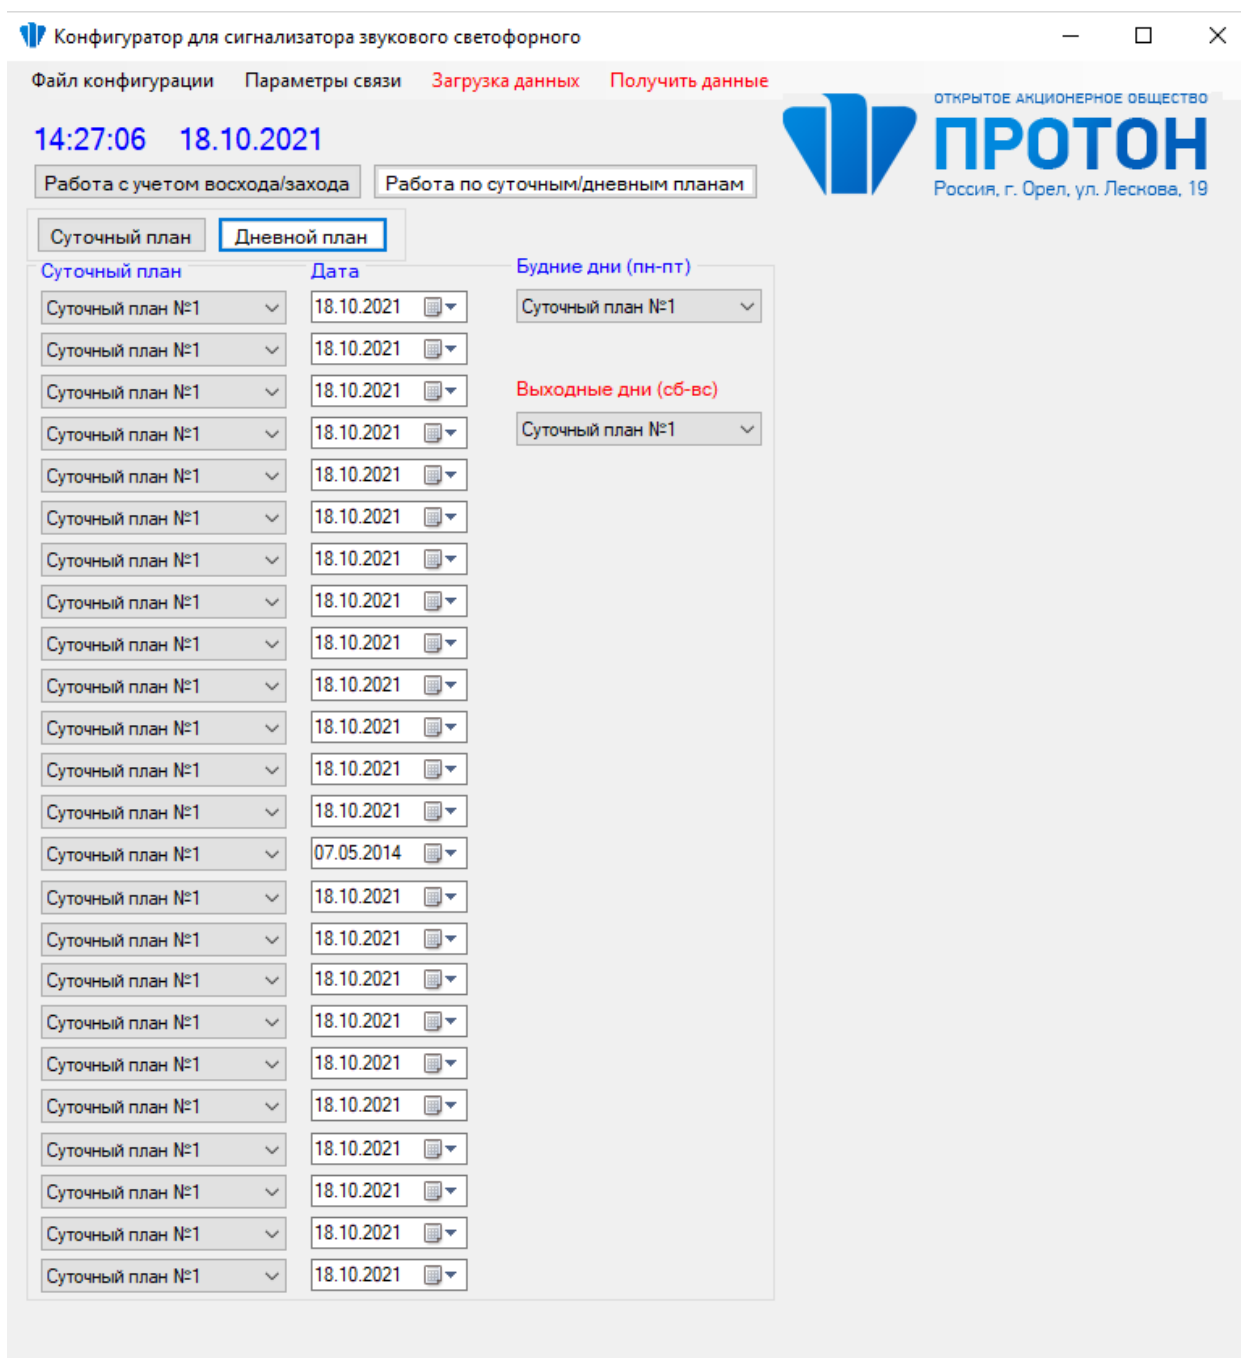 Конфигуратор для сигнализатора звукового светофорного
Файл конфигурации Параметры связи Загрузка данных Получить данные
ОТКРЫТОЕ АКЦИОНЕРНОЕ ОБЩЕСТВО
ПРОТОН
Россия, г. Орел, ул. Лескова, 19
14:27:06 18.10.2021
Работа с учетом восхода/захода Работа по суточным/дневным планам
Суточный план Дневной план
Суточный план Дата Будние дни (пн-пт)
Суточный план №1 18.10.2021 Суточный план №1
Суточный план №1 18.10.2021
Суточный план №1 18.10.2021 Выходные дни (сб-вс)
Суточный план №1 18.10.2021 Суточный план №1
Суточный план №1 18.10.2021
Суточный план №1 18.10.2021
Суточный план №1 18.10.2021
Суточный план №1 18.10.2021
Суточный план №1 18.10.2021
Суточный план №1 18.10.2021
Суточный план №1 18.10.2021
Суточный план №1 18.10.2021
Суточный план №1 18.10.2021
Суточный план №1 07.05.2014
Суточный план №1 18.10.2021
Суточный план №1 18.10.2021
Суточный план №1 18.10.2021
Суточный план №1 18.10.2021
Суточный план №1 18.10.2021
Суточный план №1 18.10.2021
Суточный план №1 18.10.2021
Суточный план №1 18.10.2021
Суточный план №1 18.10.2021
Суточный план №1 18.10.2021